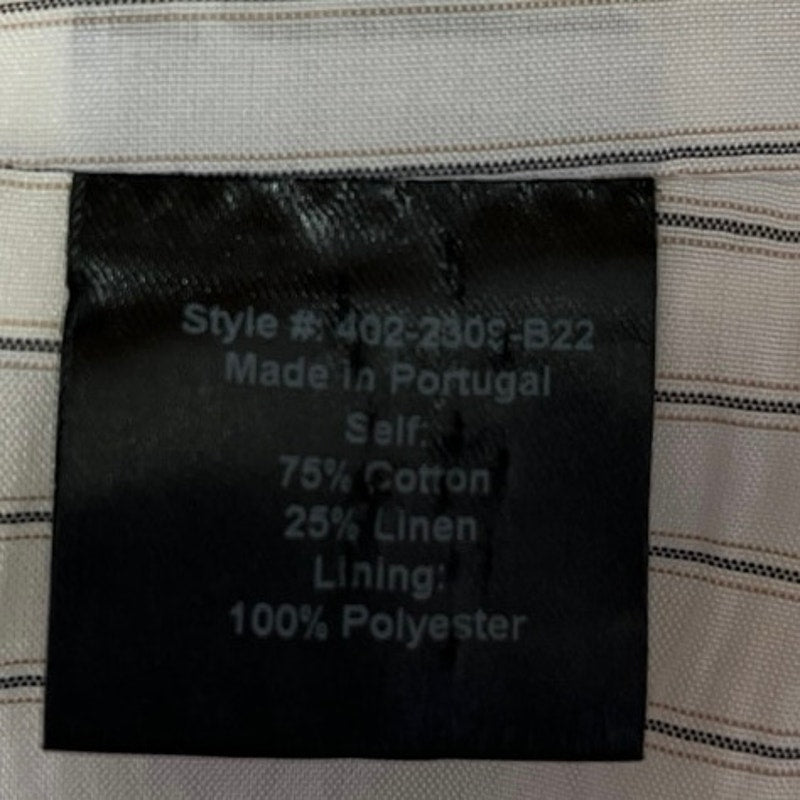 Style #: 402-2309-B22
Made in Portugal
Self:
75% Cotton
25% Linen
Lining:
100% Polyester